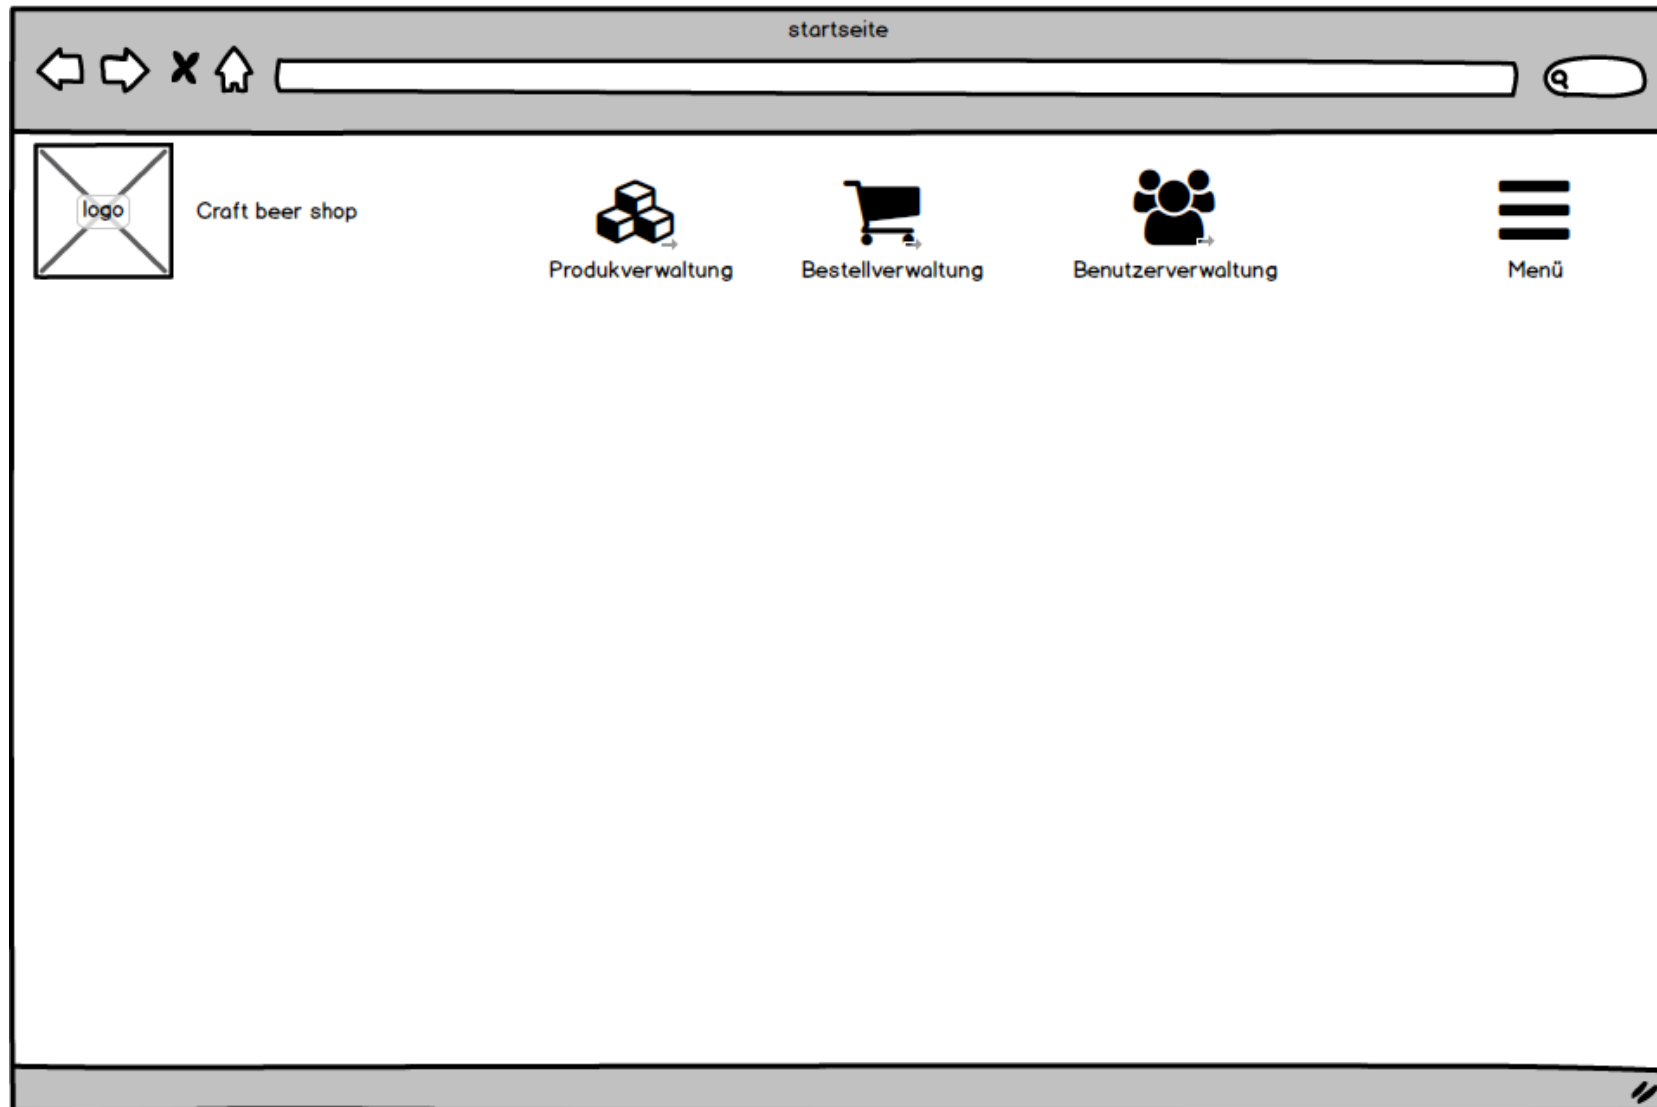 startseite
logo
Craft beer shop
Produkverwaltung
Bestellverwaltung
Benutzerverwaltung
Menü